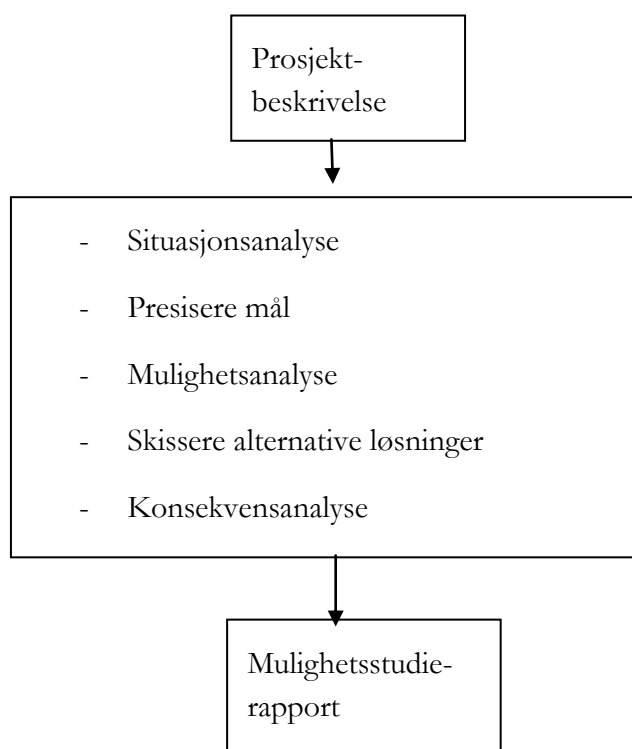 Prosjekt-
beskrivelse
- Situasjonsanalyse
- Presisere mål
- Mulighetsanalyse
- Skissere alternative løsninger
- Konsekvensanalyse
Mulighetsstudie-
rapport